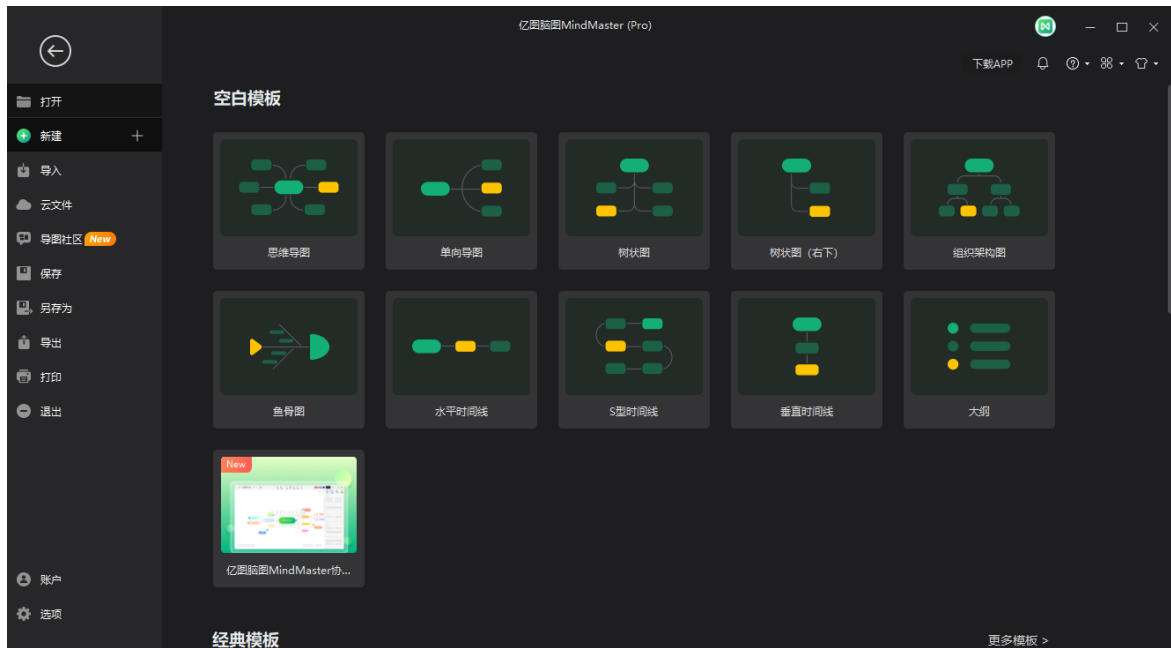 亿图脑图MindMaster (Pro)
下载APP
打开
新建
导入
云文件
导图社区 New
保存
另存为
导出
打印
退出
账户
选项
空白模板
思维导图
单向导图
树状图
树状图（右下）
组织架构图
鱼骨图
水平时间线
S型时间线
垂直时间线
大纲
New
亿图脑图MindMaster协...
经典模板
更多模板 >